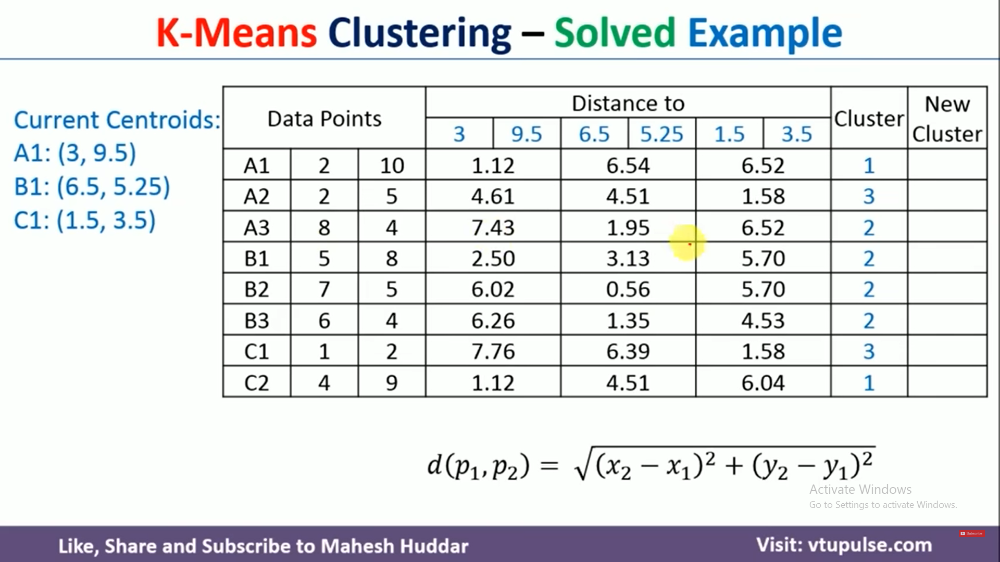 K-Means Clustering – Solved Example
Current Centroids:
A1: (3, 9.5)
B1: (6.5, 5.25)
C1: (1.5, 3.5)
Data Points Distance to Cluster New Cluster
3 9.5 6.5 5.25 1.5 3.5
A1 2 10 1.12 6.54 6.52 1
A2 2 5 4.61 4.51 1.58 3
A3 8 4 7.43 1.95 6.52 2
B1 5 8 2.50 3.13 5.70 2
B2 7 5 6.02 0.56 5.70 2
B3 6 4 6.26 1.35 4.53 2
C1 1 2 7.76 6.39 1.58 3
C2 4 9 1.12 4.51 6.04 1
d(p₁, p₂) = √(x₂ − x₁)² + (y₂ − y₁)²
Activate Windows
Go to Settings to activate Windows.
Subscribe
Like, Share and Subscribe to Mahesh Huddar
Visit: vtupulse.com